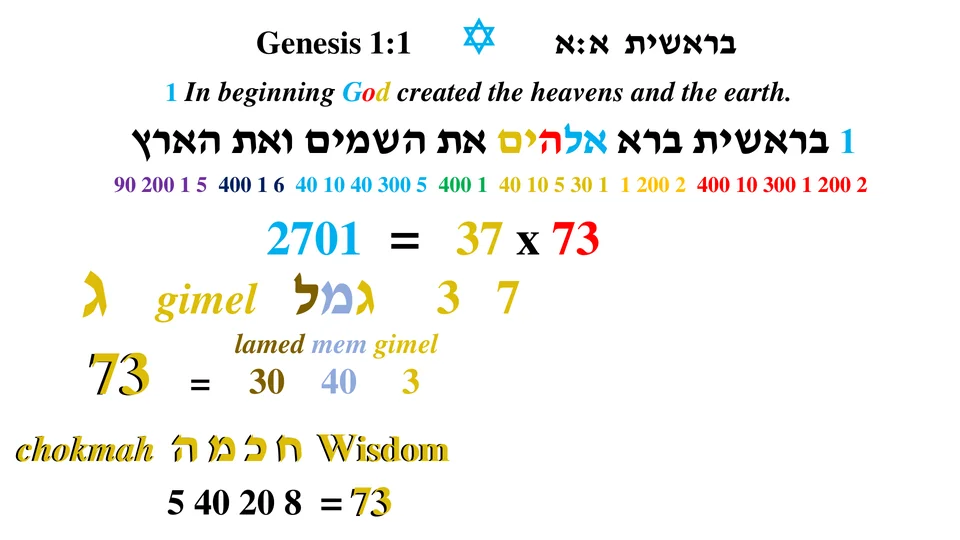 Genesis 1:1 ✡ בראשית א:א
1 In beginning God created the heavens and the earth.
1 בראשית ברא אלהים את השמים ואת הארץ
90 200 1 5 400 1 6 40 10 40 300 5 400 1 40 10 5 30 1 1 200 2 400 10 300 1 200 2
2701 = 37 x 73
ג gimel גמל 3 7
lamed mem gimel
73 = 30 40 3
chokmah ח כ מ ה Wisdom
5 40 20 8 = 73